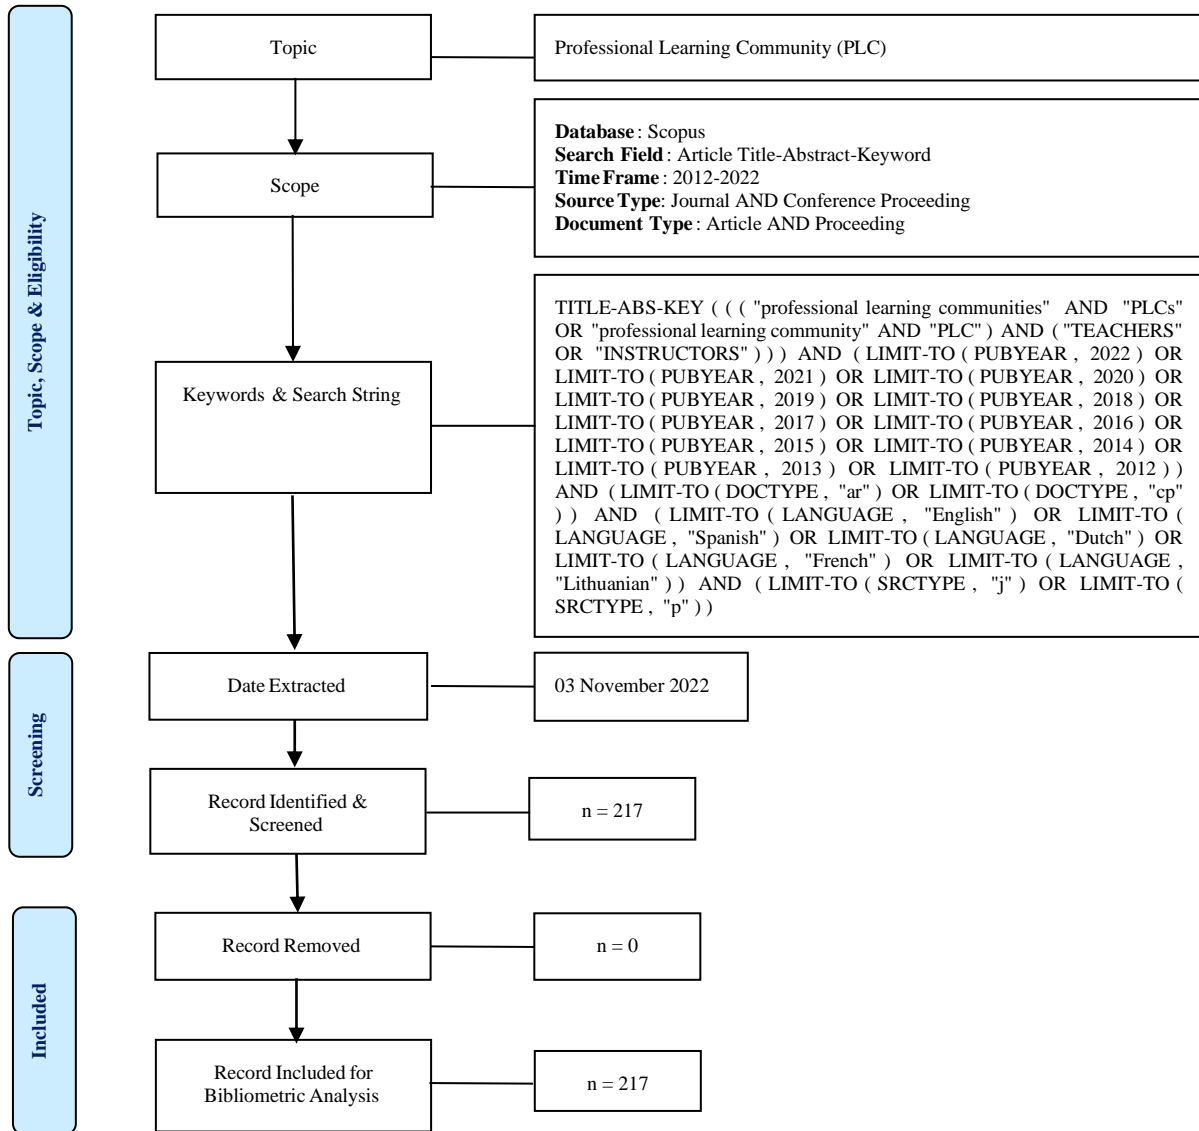 Topic, Scope & Eligibility
Topic
Professional Learning Community (PLC)
Scope
Database : Scopus
Search Field : Article Title-Abstract-Keyword
Time Frame : 2012-2022
Source Type: Journal AND Conference Proceeding
Document Type : Article AND Proceeding
Keywords & Search String
TITLE-ABS-KEY ( ( ( "professional learning communities" AND "PLCs"
OR "professional learning community" AND "PLC" ) AND ( "TEACHERS"
OR "INSTRUCTORS" ) ) ) AND ( LIMIT-TO ( PUBYEAR , 2022 ) OR
LIMIT-TO ( PUBYEAR , 2021 ) OR LIMIT-TO ( PUBYEAR , 2020 ) OR
LIMIT-TO ( PUBYEAR , 2019 ) OR LIMIT-TO ( PUBYEAR , 2018 ) OR
LIMIT-TO ( PUBYEAR , 2017 ) OR LIMIT-TO ( PUBYEAR , 2016 ) OR
LIMIT-TO ( PUBYEAR , 2015 ) OR LIMIT-TO ( PUBYEAR , 2014 ) OR
LIMIT-TO ( PUBYEAR , 2013 ) OR LIMIT-TO ( PUBYEAR , 2012 ) )
AND ( LIMIT-TO ( DOCTYPE , "ar" ) OR LIMIT-TO ( DOCTYPE , "cp"
) ) AND ( LIMIT-TO ( LANGUAGE , "English" ) OR LIMIT-TO (
LANGUAGE , "Spanish" ) OR LIMIT-TO ( LANGUAGE , "Dutch" ) OR
LIMIT-TO ( LANGUAGE , "French" ) OR LIMIT-TO ( LANGUAGE ,
"Lithuanian" ) ) AND ( LIMIT-TO ( SRCTYPE , "j" ) OR LIMIT-TO (
SRCTYPE , "p" ) )
Screening
Date Extracted
03 November 2022
Record Identified &
Screened
n = 217
Included
Record Removed
n = 0
Record Included for
Bibliometric Analysis
n = 217